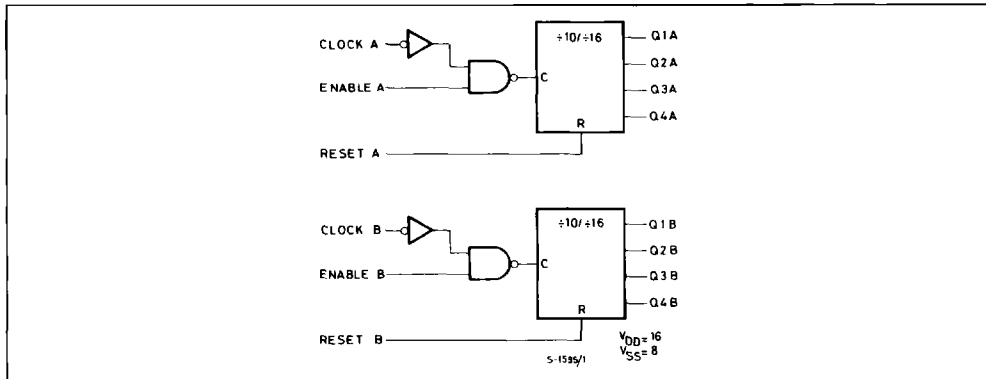 CLOCK A
ENABLE A
RESET A
÷10/÷16
C
R
Q1A
Q2A
Q3A
Q4A
CLOCK B
ENABLE B
RESET B
÷10/÷16
C
R
Q1B
Q2B
Q3B
Q4B
VDD= 16
VSS= 8
S-1595/1